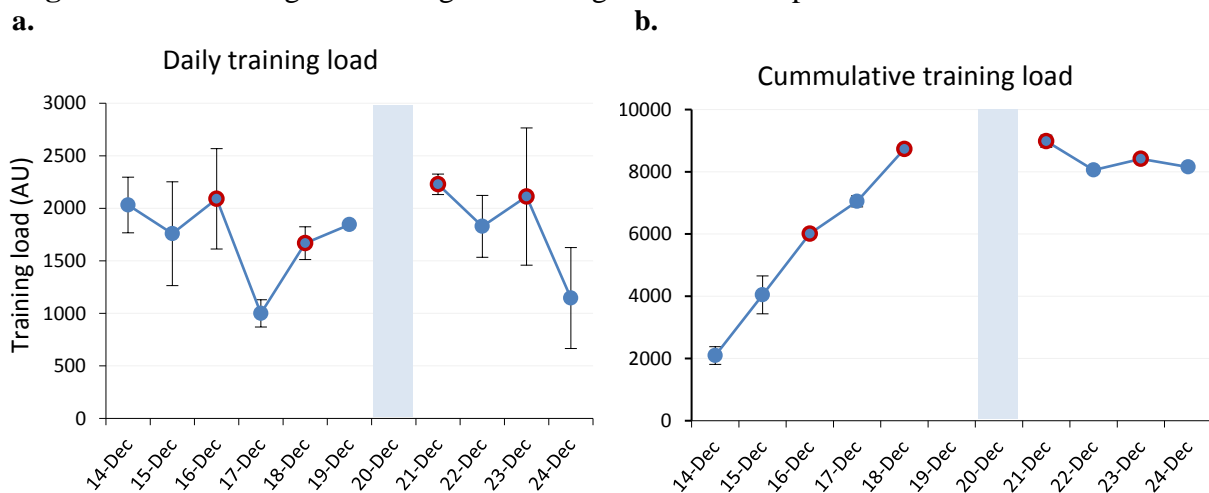 a.
b.
Daily training load
Cummulative training load
Training load (AU)
3000
2500
2000
1500
1000
500
0
14-Dec
15-Dec
16-Dec
17-Dec
18-Dec
19-Dec
20-Dec
21-Dec
22-Dec
23-Dec
24-Dec
10000
8000
6000
4000
2000
0
14-Dec
15-Dec
16-Dec
17-Dec
18-Dec
19-Dec
20-Dec
21-Dec
22-Dec
23-Dec
24-Dec